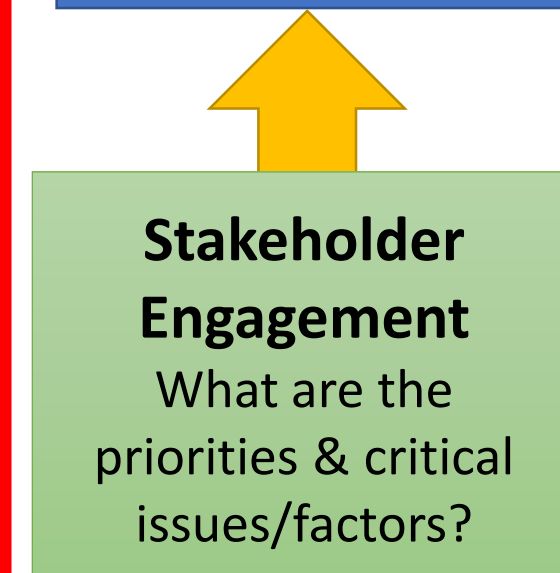 Stakeholder
Engagement
What are the
priorities & critical
issues/factors?